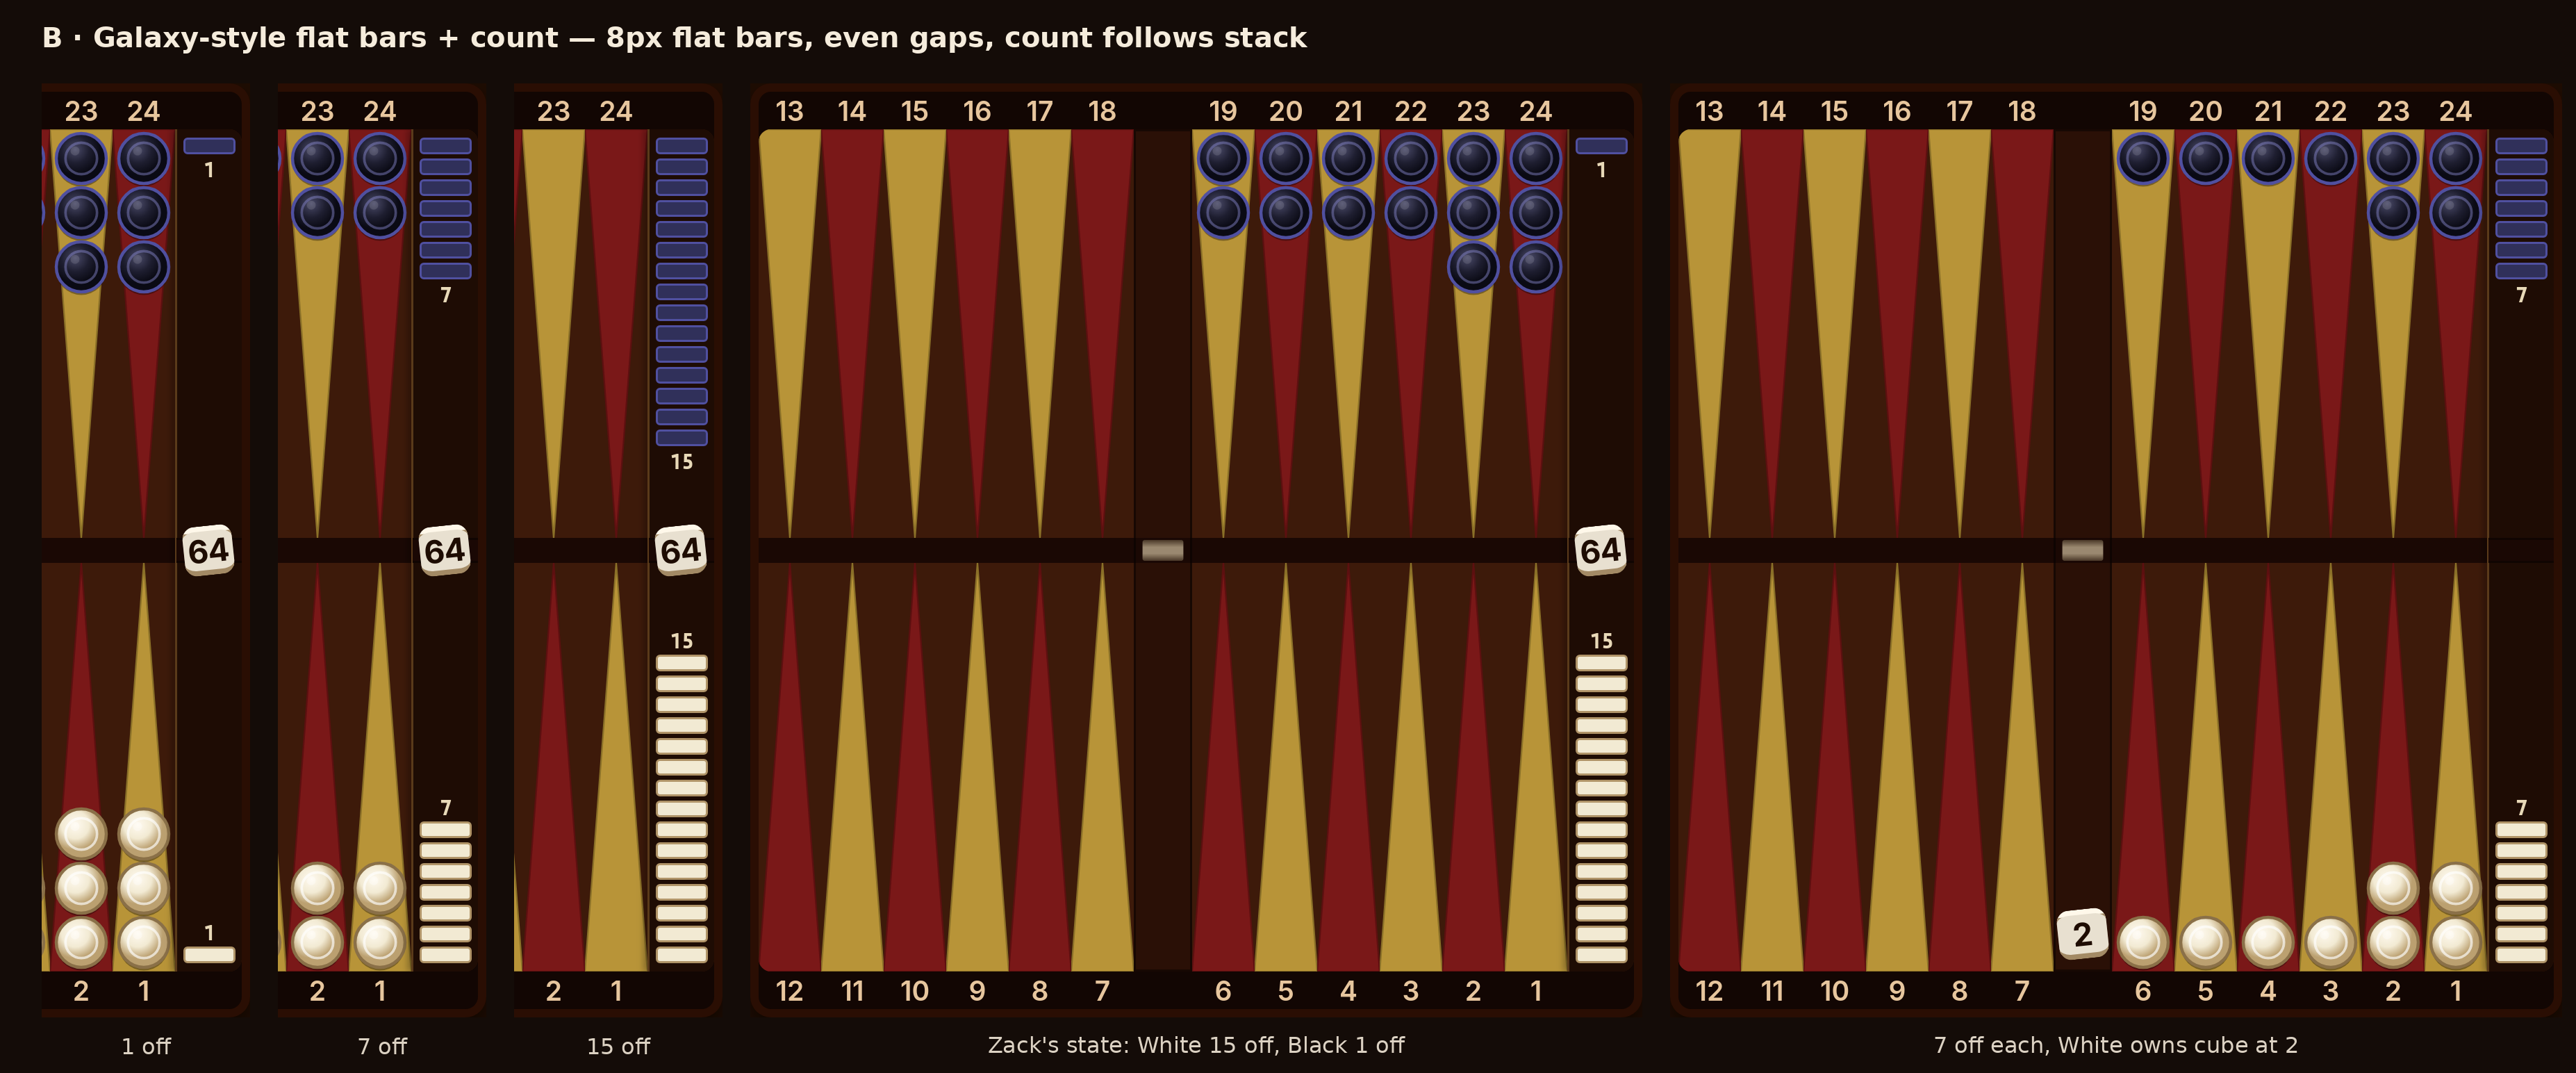 B · Galaxy-style flat bars + count — 8px flat bars, even gaps, count follows stack
23 24
1
64
1
2 1
1 off
23 24
7
64
7
2 1
7 off
23 24
15
64
15
2 1
15 off
13 14 15 16 17 18 19 20 21 22 23 24
1
64
15
12 11 10 9 8 7 6 5 4 3 2 1
Zack's state: White 15 off, Black 1 off
13 14 15 16 17 18 19 20 21 22 23 24
7
7
2
12 11 10 9 8 7 6 5 4 3 2 1
7 off each, White owns cube at 2